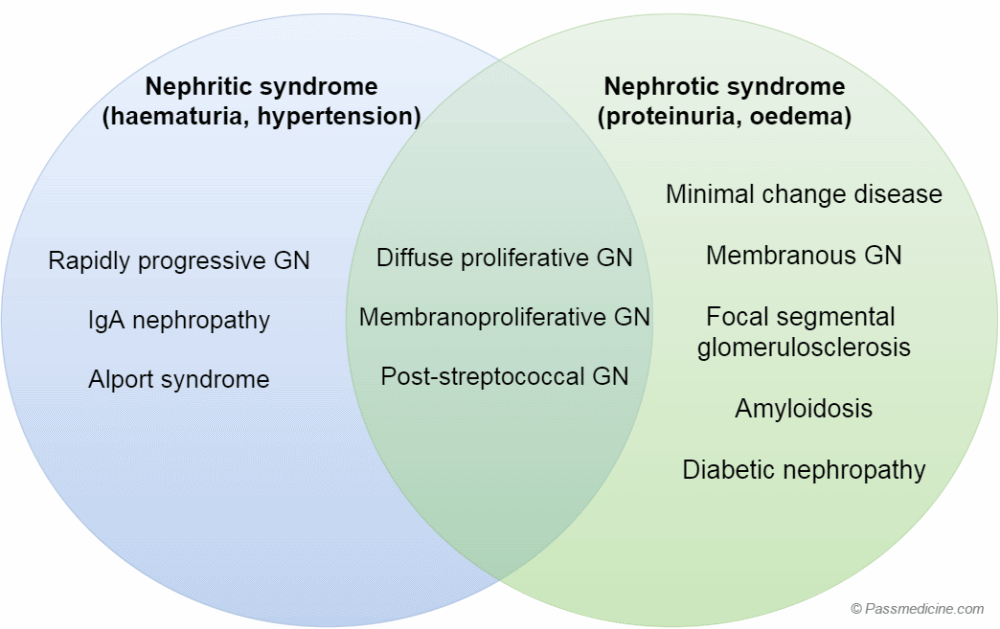 Nephritic syndrome
(haematuria, hypertension)
Rapidly progressive GN
IgA nephropathy
Alport syndrome
Diffuse proliferative GN
Membranoproliferative GN
Post-streptococcal GN
Nephrotic syndrome
(proteinuria, oedema)
Minimal change disease
Membranous GN
Focal segmental
glomerulosclerosis
Amyloidosis
Diabetic nephropathy
© Passmedicine.com